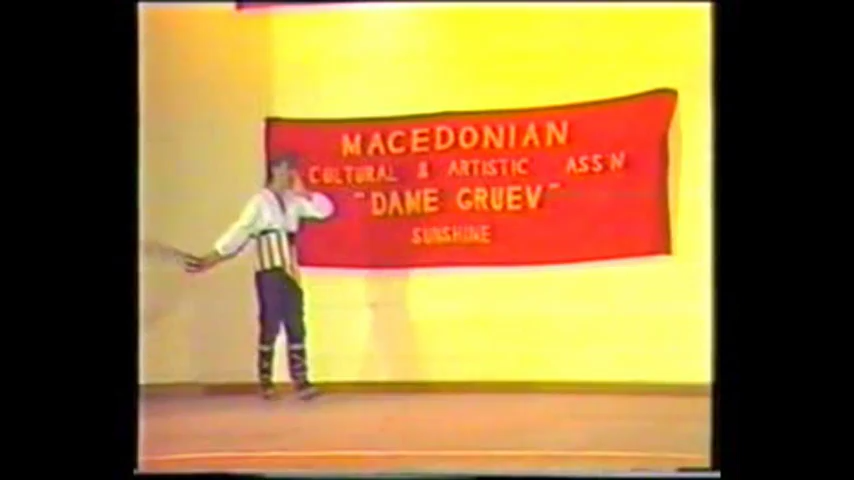 MACEDONIAN
CULTURAL & ARTISTIC ASS'N
"DAME GRUEV"
SUNSHINE